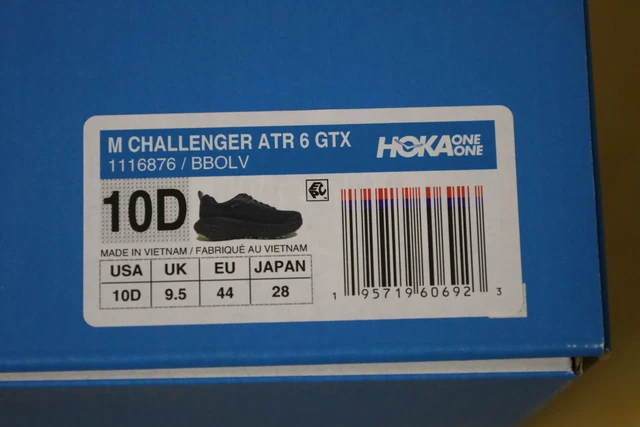 M CHALLENGER ATR 6 GTX
1116876 / BBOLV
HOKA ONE ONE
10D
MADE IN VIETNAM / FABRIQUÉ AU VIETNAM
USA UK EU JAPAN
10D 9.5 44 28
1 95719 60692 3